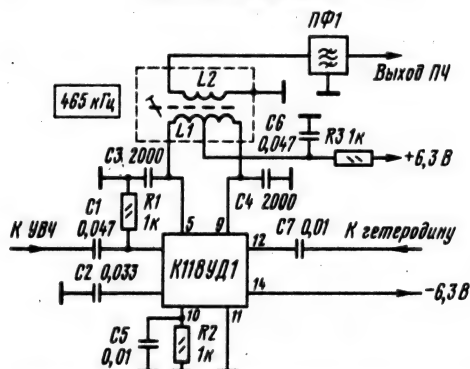 ПФ1
L2
Выход ПЧ
465 кГц
L1
C6
0,047
R3 1к
+6,3 В
C3 2000
C4 2000
R1
1к
К УВЧ
C1
0,047
5
9
12
C7 0,01
К гетеродину
К118УД1
C2 0,033
14
-6,3 В
10
11
C5
0,01
R2
1к